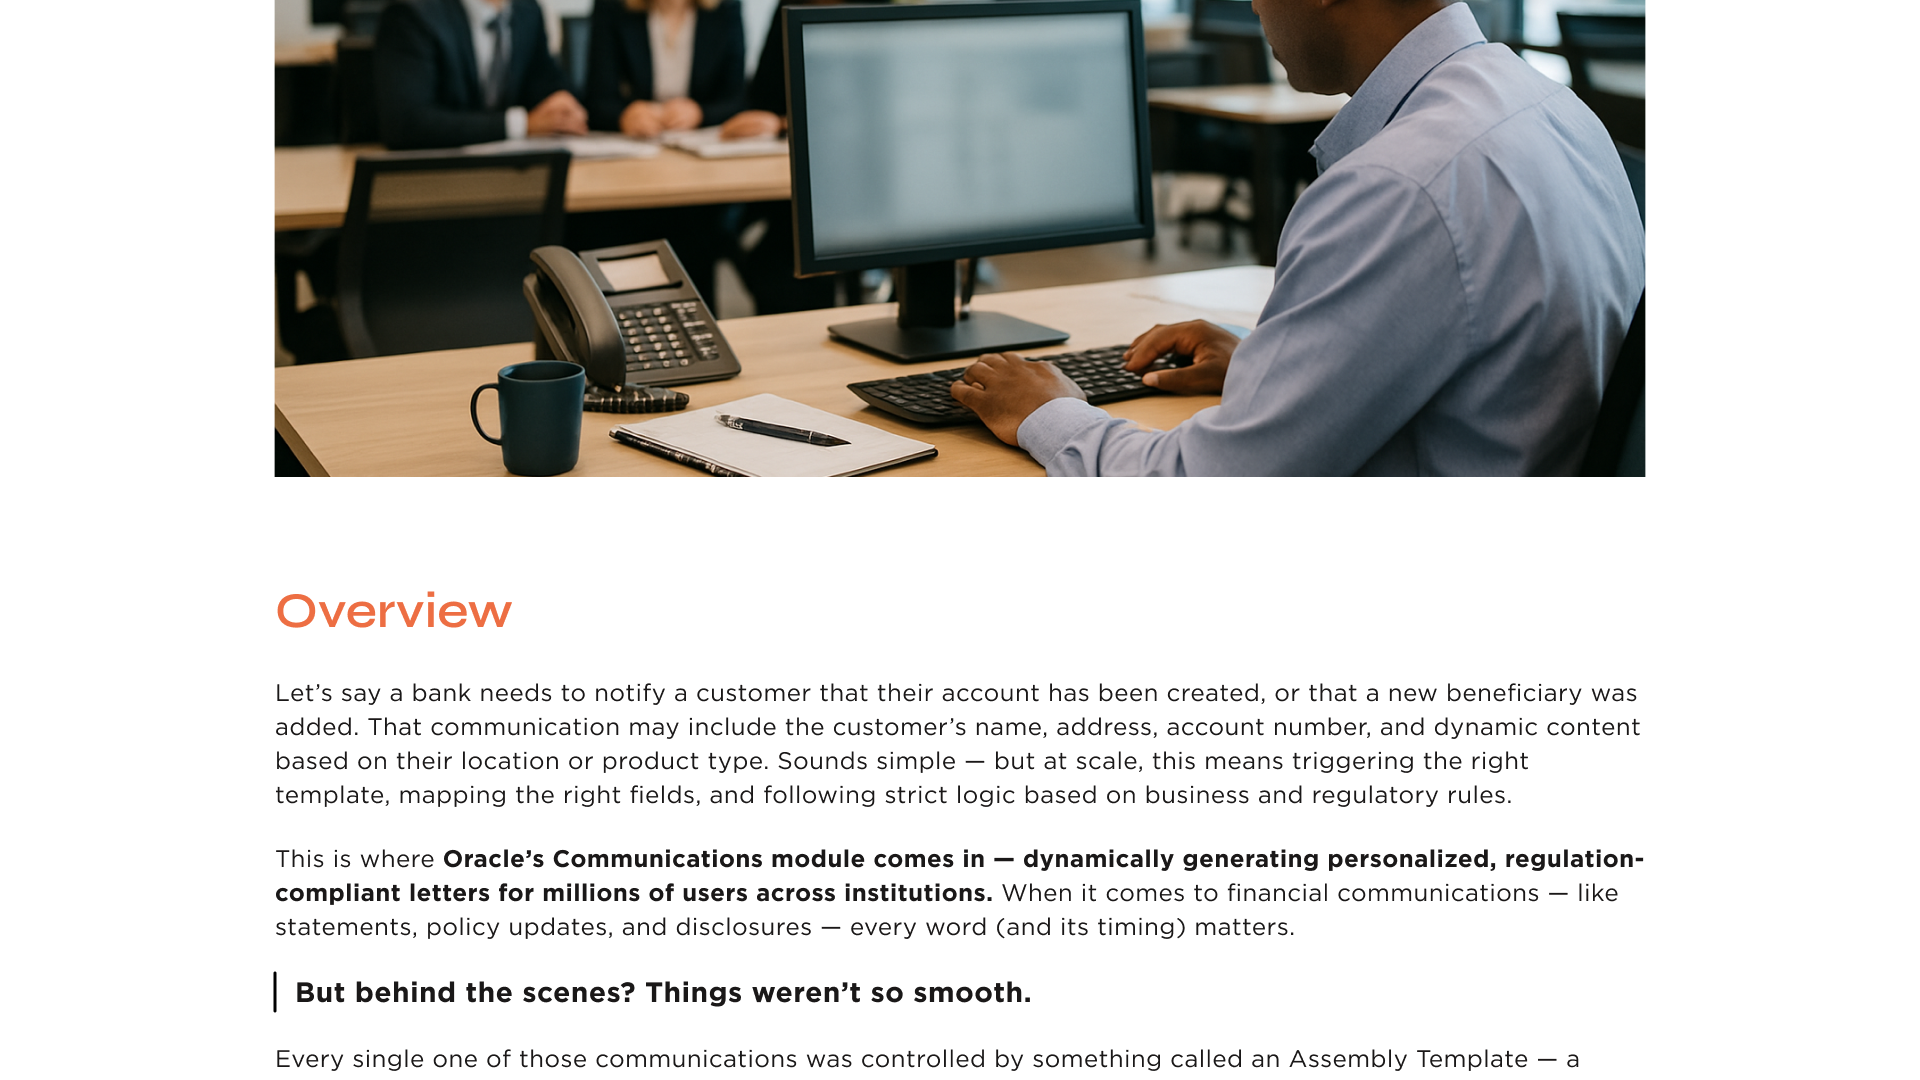 Overview
Let’s say a bank needs to notify a customer that their account has been created, or that a new beneficiary was
added. That communication may include the customer’s name, address, account number, and dynamic content
based on their location or product type. Sounds simple — but at scale, this means triggering the right
template, mapping the right fields, and following strict logic based on business and regulatory rules.
This is where Oracle’s Communications module comes in — dynamically generating personalized, regulation-
compliant letters for millions of users across institutions. When it comes to financial communications — like
statements, policy updates, and disclosures — every word (and its timing) matters.
But behind the scenes? Things weren’t so smooth.
Every single one of those communications was controlled by something called an Assembly Template — a